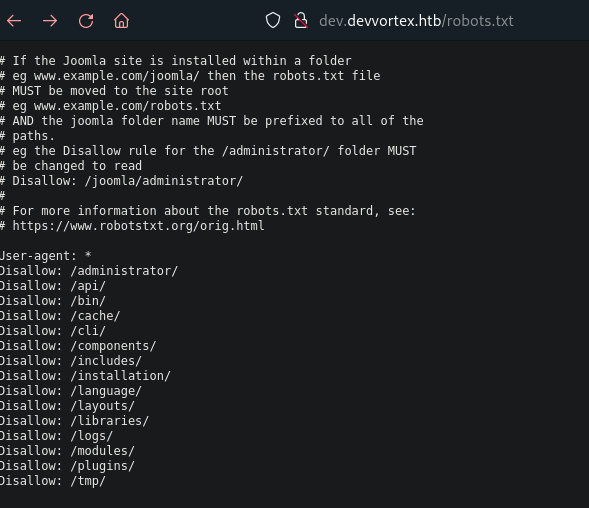 dev.devvortex.htb/robots.txt
# If the Joomla site is installed within a folder
# eg www.example.com/joomla/ then the robots.txt file
# MUST be moved to the site root
# eg www.example.com/robots.txt
# AND the joomla folder name MUST be prefixed to all of the
# paths.
# eg the Disallow rule for the /administrator/ folder MUST
# be changed to read
# Disallow: /joomla/administrator/
#
# For more information about the robots.txt standard, see:
# https://www.robotstxt.org/orig.html
User-agent: *
Disallow: /administrator/
Disallow: /api/
Disallow: /bin/
Disallow: /cache/
Disallow: /cli/
Disallow: /components/
Disallow: /includes/
Disallow: /installation/
Disallow: /language/
Disallow: /layouts/
Disallow: /libraries/
Disallow: /logs/
Disallow: /modules/
Disallow: /plugins/
Disallow: /tmp/